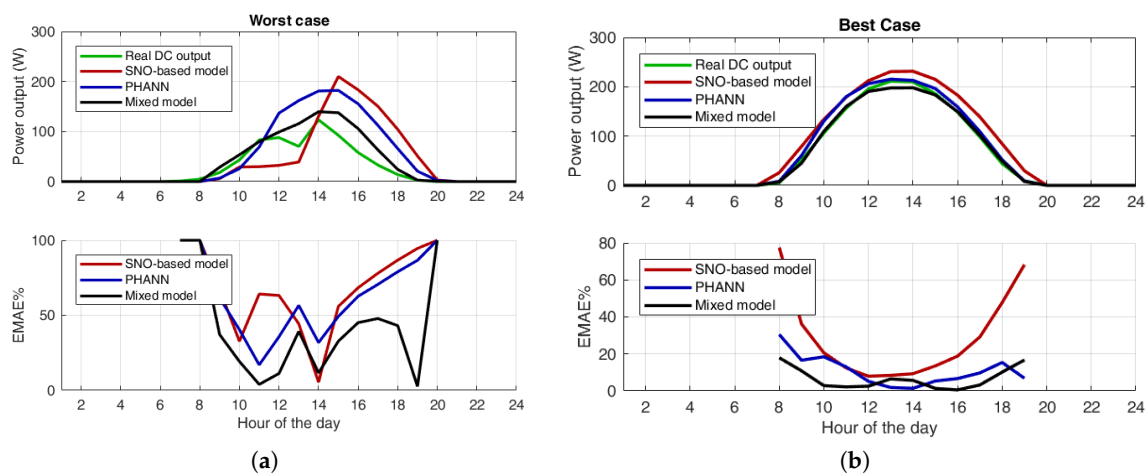 Worst case
300
200
100
0
Power output (W)
Real DC output
SNO-based model
PHANN
Mixed model
2 4 6 8 10 12 14 16 18 20 22 24
100
50
0
EMAE%
SNO-based model
PHANN
Mixed model
2 4 6 8 10 12 14 16 18 20 22 24
Hour of the day
(a)
Best Case
300
200
100
0
Power output (W)
Real DC output
SNO-based model
PHANN
Mixed model
2 4 6 8 10 12 14 16 18 20 22 24
80
60
40
20
0
EMAE%
SNO-based model
PHANN
Mixed model
2 4 6 8 10 12 14 16 18 20 22 24
Hour of the day
(b)